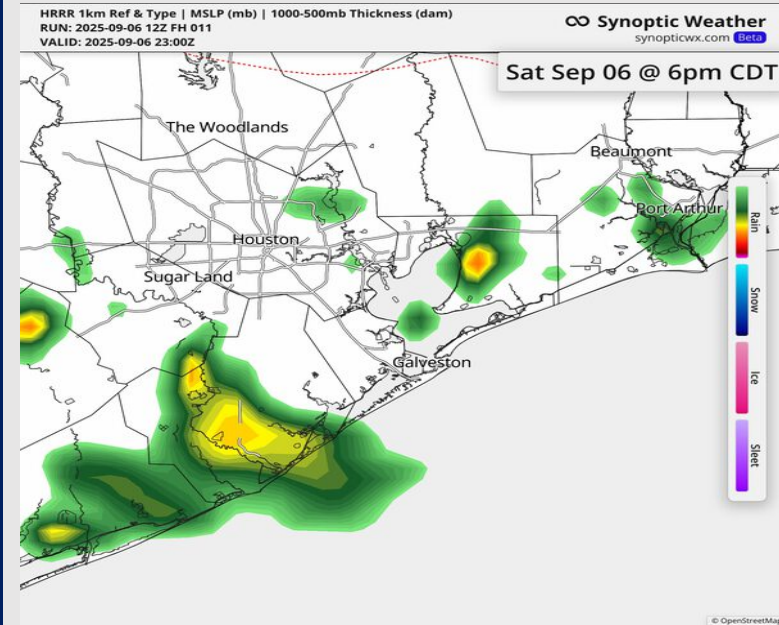 HRRR 1km Ref & Type | MSLP (mb) | 1000-500mb Thickness (dam)
RUN: 2025-09-06 12Z FH 011
VALID: 2025-09-06 23:00Z
Synoptic Weather
synopticwx.com Beta
Sat Sep 06 @ 6pm CDT
The Woodlands
Beaumont
Port Arthur
Houston
Sugar Land
Galveston
Rain
Snow
Ice
Sleet
© OpenStreetMap